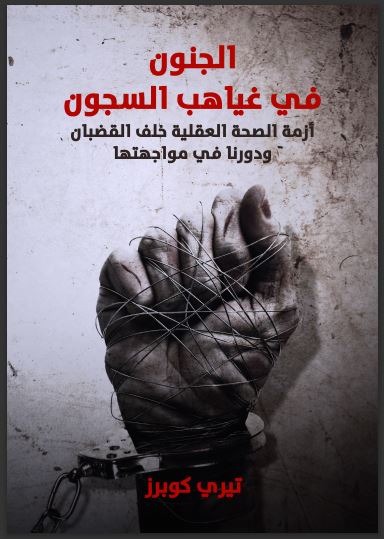 الجنون
في غياهب السجون
أزمة الصحة العقلية خلف القضبان
ودورنا في مواجهتها
تيري كوبرز